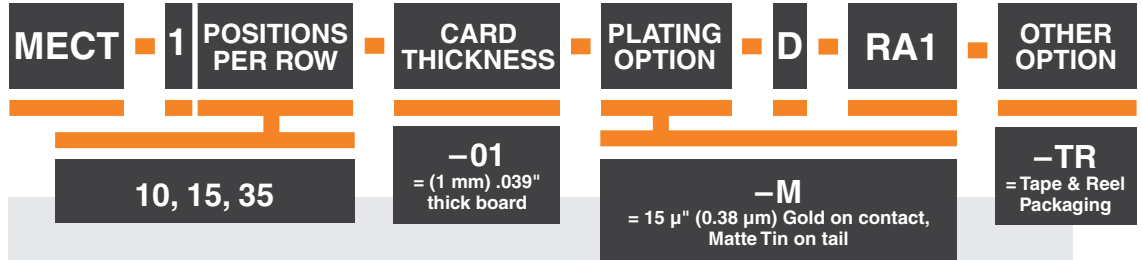 MECT - 1 POSITIONS PER ROW - CARD THICKNESS - PLATING OPTION - D - RA1 - OTHER OPTION
10, 15, 35
–01
= (1 mm) .039"
thick board
–M
= 15 µ" (0.38 µm) Gold on contact,
Matte Tin on tail
–TR
= Tape & Reel
Packaging